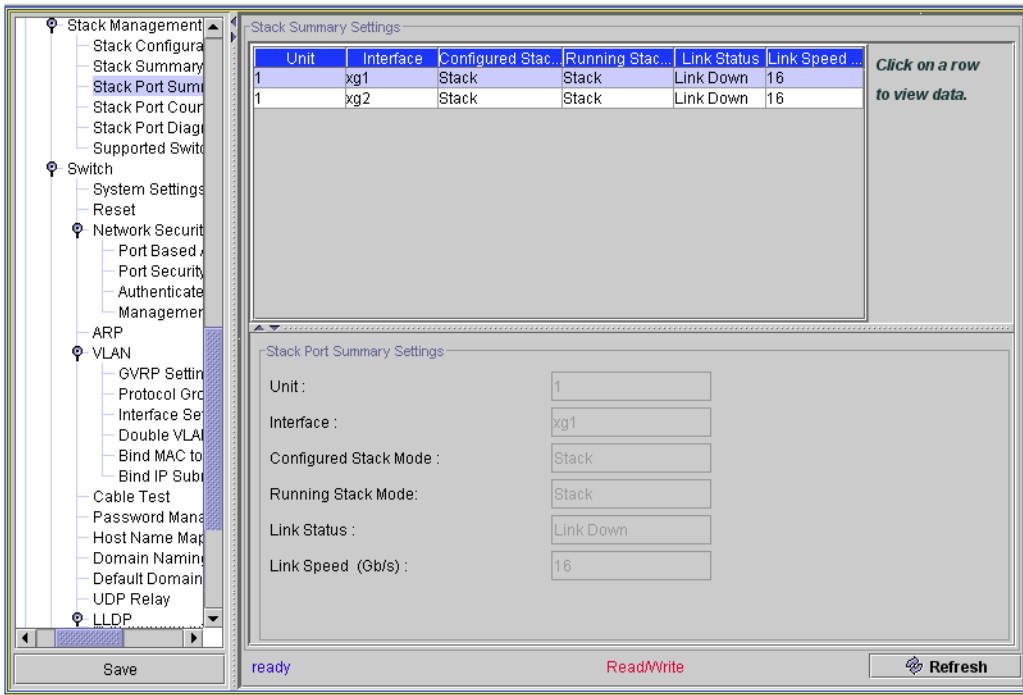 Stack Management
Stack Configura
Stack Summary
Stack Port Sumr
Stack Port Cour
Stack Port Diagr
Supported Switc
Switch
System Settings
Reset
Network Securit
Port Based
Port Security
Authenticate
Managemer
ARP
VLAN
GVRP Settin
Protocol Gro
Interface Se
Double VLA
Bind MAC to
Bind IP Subr
Cable Test
Password Mana
Host Name Map
Domain Naming
Default Domain
UDP Relay
LLDP
Save
Stack Summary Settings
Unit Interface Configured Stac... Running Stac... Link Status Link Speed ...
1 xg1 Stack Stack Link Down 16
1 xg2 Stack Stack Link Down 16
Click on a row
to view data.
Stack Port Summary Settings
Unit : 1
Interface : xg1
Configured Stack Mode : Stack
Running Stack Mode: Stack
Link Status : Link Down
Link Speed (Gb/s) : 16
ready Read/Write Refresh